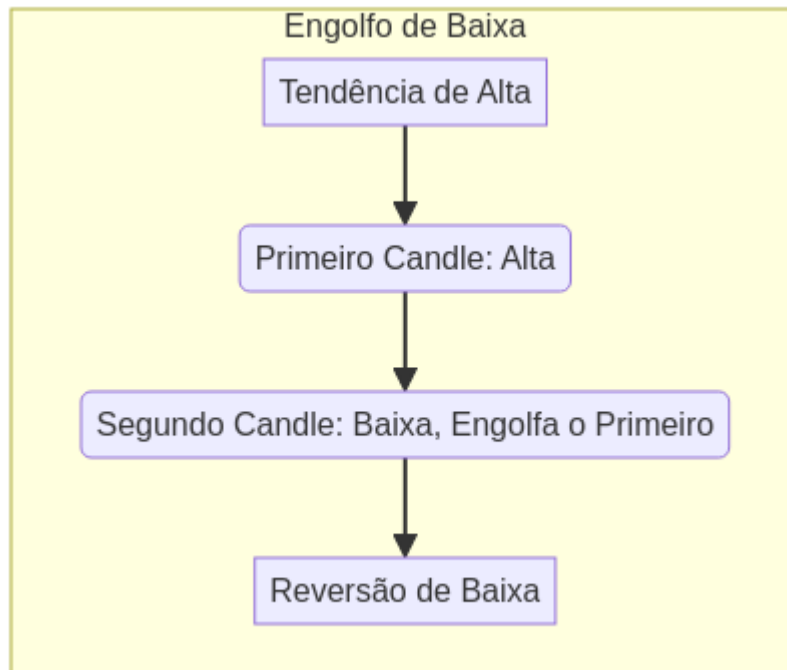 Engolfo de Baixa
Tendência de Alta
Primeiro Candle: Alta
Segundo Candle: Baixa, Engolfa o Primeiro
Reversão de Baixa